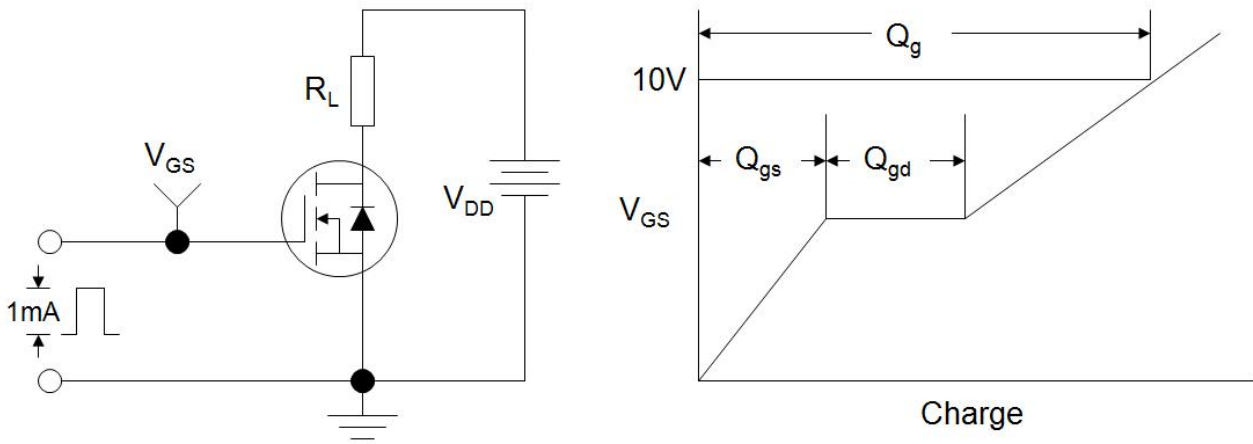 R_L
V_GS
V_DD
1mA
Q_g
10V
Q_gs
Q_gd
V_GS
Charge